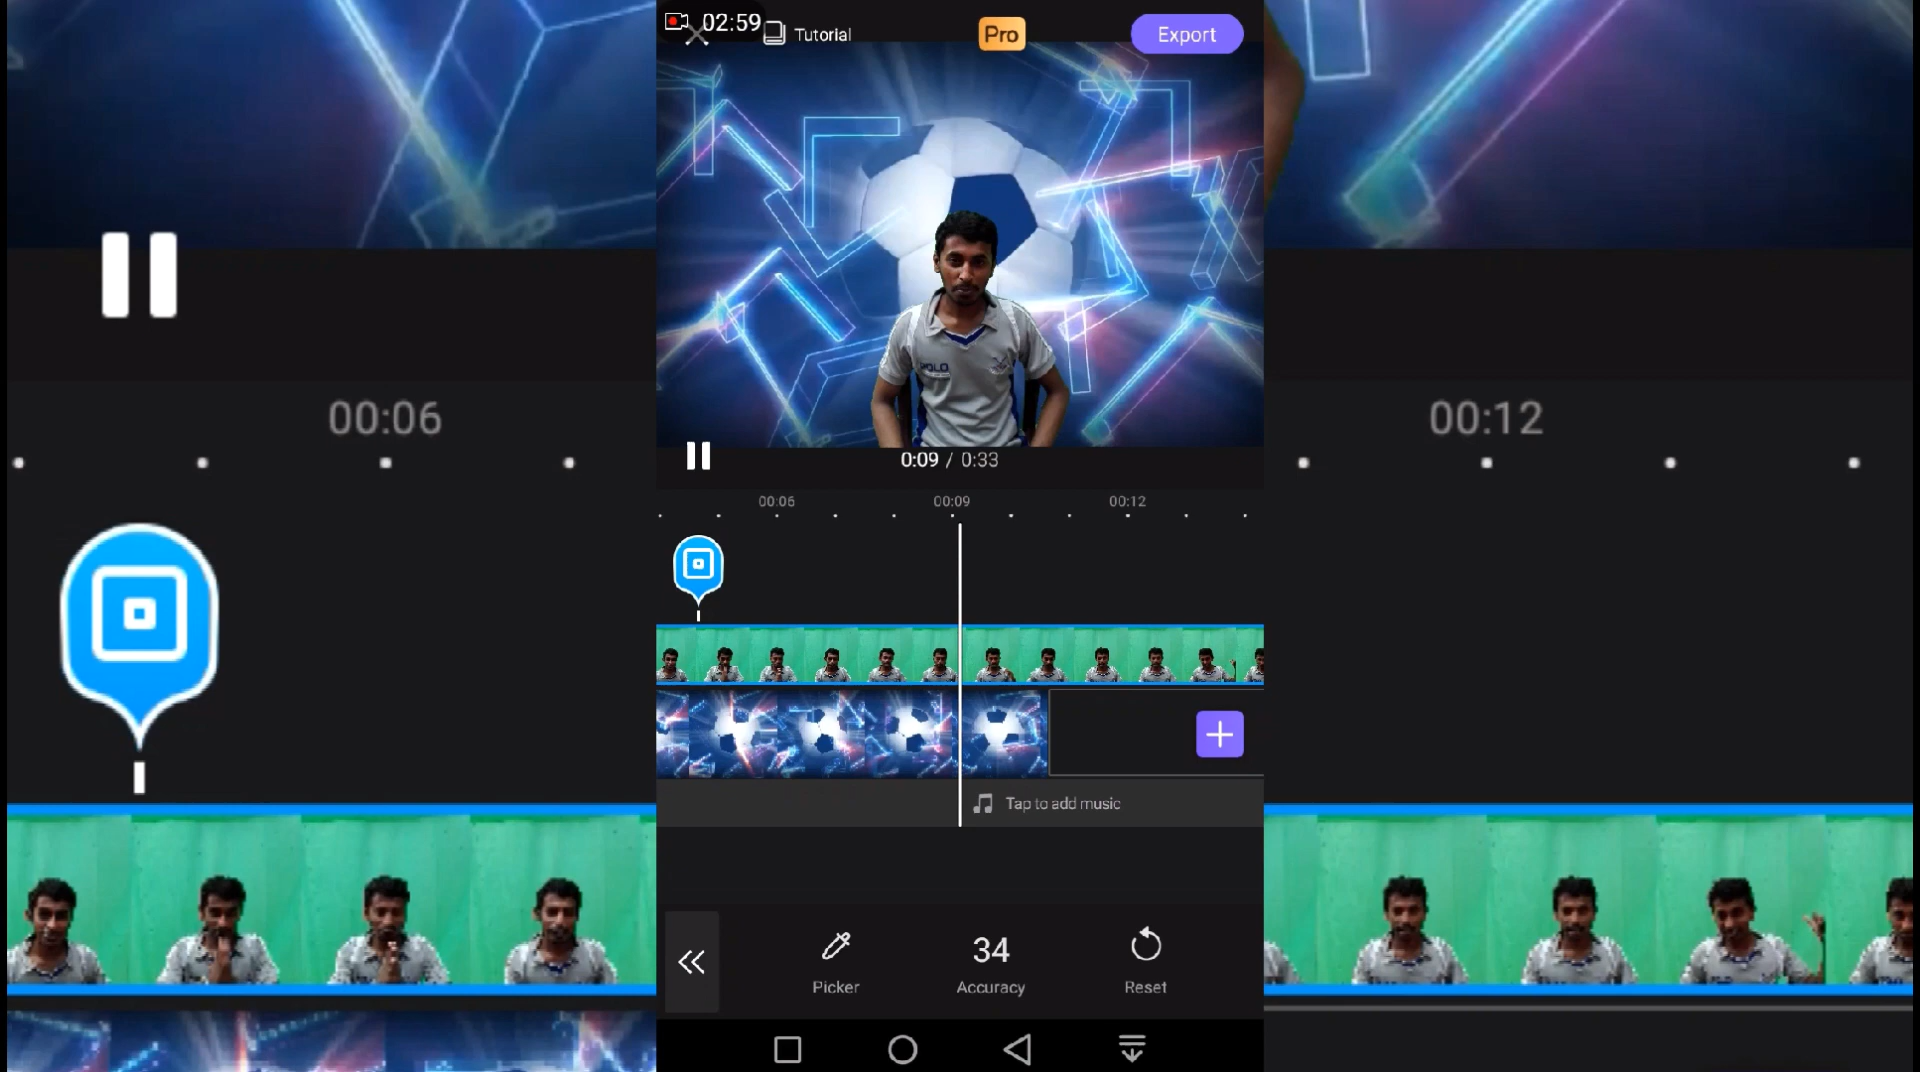 02:59
Tutorial
Pro
Export
POLO
0:09 / 0:33
00:06
00:09
00:12
00:06
00:12
Tap to add music
Picker
34
Accuracy
Reset